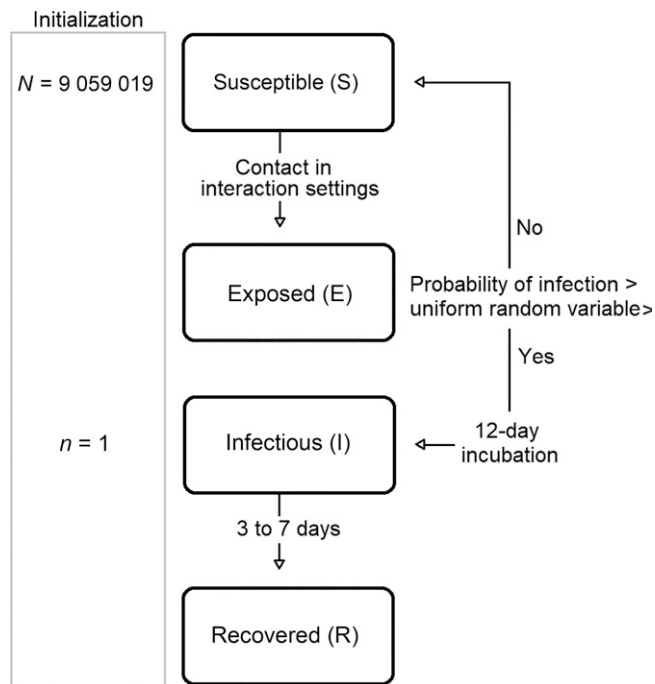 Initialization
N = 9 059 019
Susceptible (S)
Contact in
interaction settings
No
Exposed (E)
Probability of infection >
uniform random variable>
Yes
n = 1
Infectious (I)
12-day
incubation
3 to 7 days
Recovered (R)